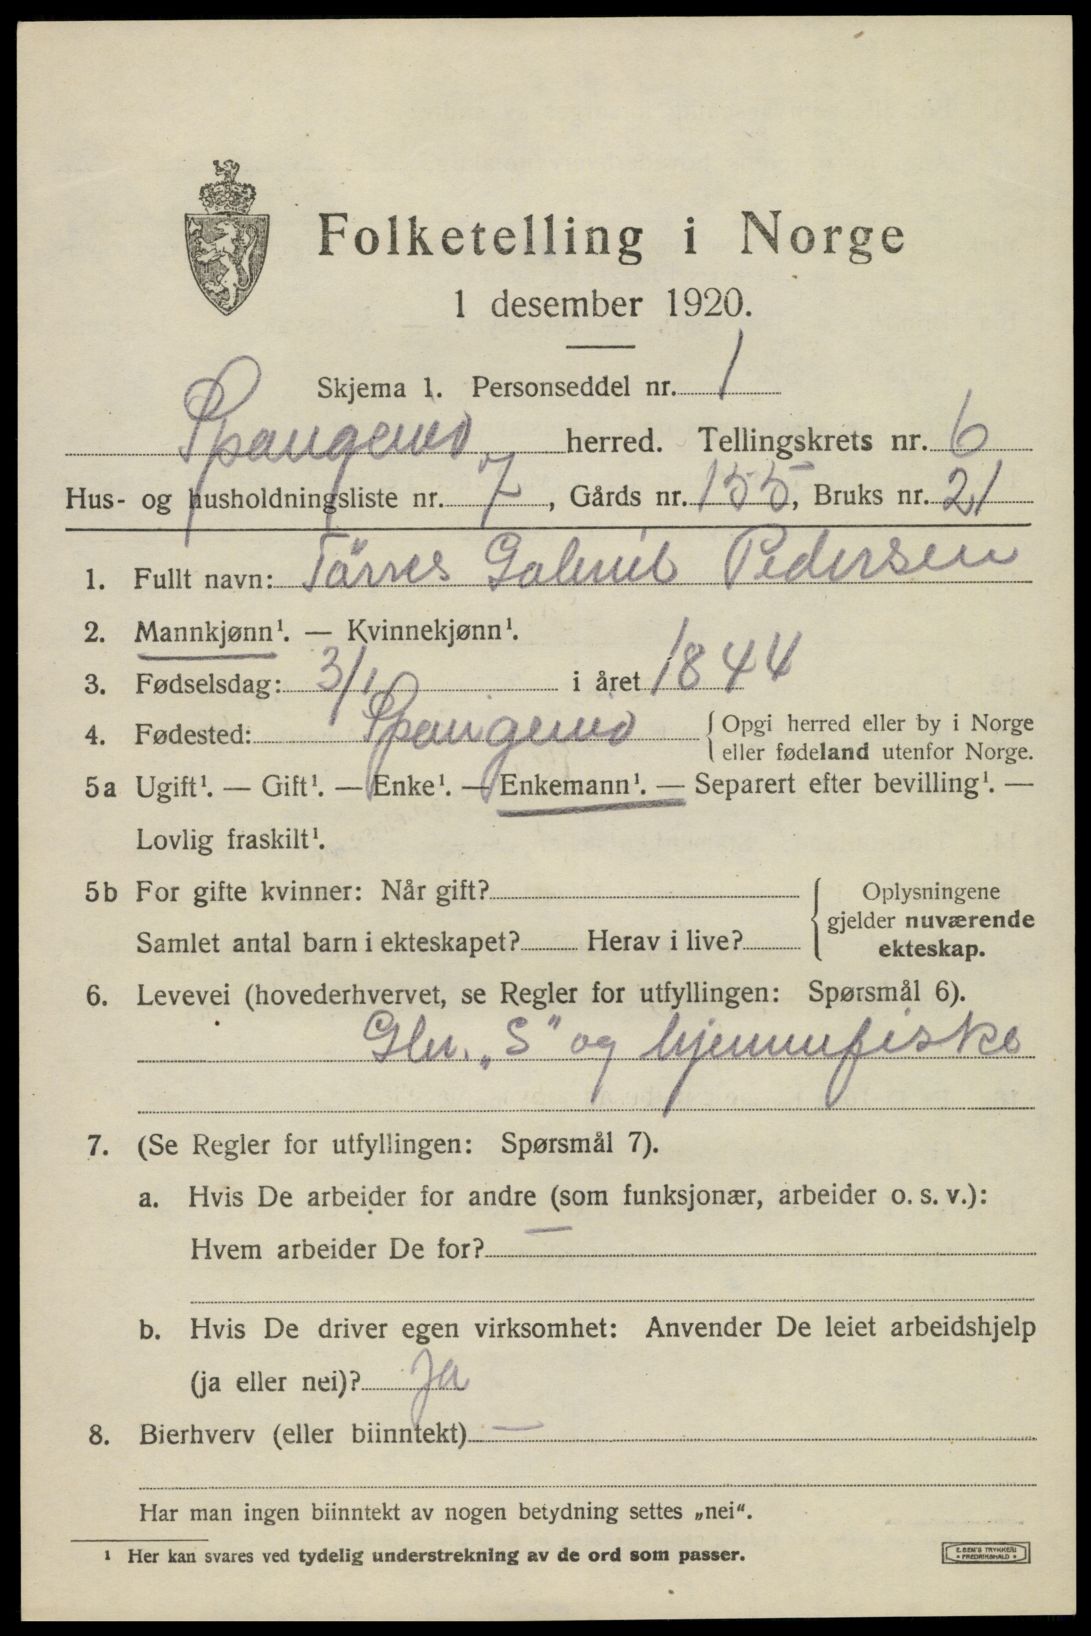 Folketelling i Norge
1 desember 1920.
Skjema 1. Personseddel nr. 1
Spangereid herred. Tellingskrets nr. 6
Hus- og husholdningsliste nr. 7, Gårds nr. 155, Bruks nr. 21
1. Fullt navn: Tørres Gabriel Pedersen
2. Mannkjønn¹. — Kvinnekjønn¹.
3. Fødselsdag: 3/1 i året 1844
4. Fødested: Spangereid {Opgi herred eller by i Norge
eller fødeland utenfor Norge.
5a Ugift¹. — Gift¹. — Enke¹. — Enkemann¹. — Separert efter bevilling¹. —
Lovlig fraskilt¹.
5b For gifte kvinner: Når gift?
Samlet antal barn i ekteskapet? Herav i live?
{Oplysningene
gjelder nuværende
ekteskap.
6. Levevei (hovederhvervet, se Regler for utfyllingen: Spørsmål 6).
„S" og hjemmefiske
7. (Se Regler for utfyllingen: Spørsmål 7).
a. Hvis De arbeider for andre (som funksjonær, arbeider o. s. v.):
Hvem arbeider De for? —
b. Hvis De driver egen virksomhet: Anvender De leiet arbeidshjelp
(ja eller nei)? Ja
8. Bierhverv (eller biinntekt) —
Har man ingen biinntekt av nogen betydning settes „nei“.
¹ Her kan svares ved tydelig understrekning av de ord som passer.
E. SEM'S TRYKKERI
• FREDRIKSHALD •